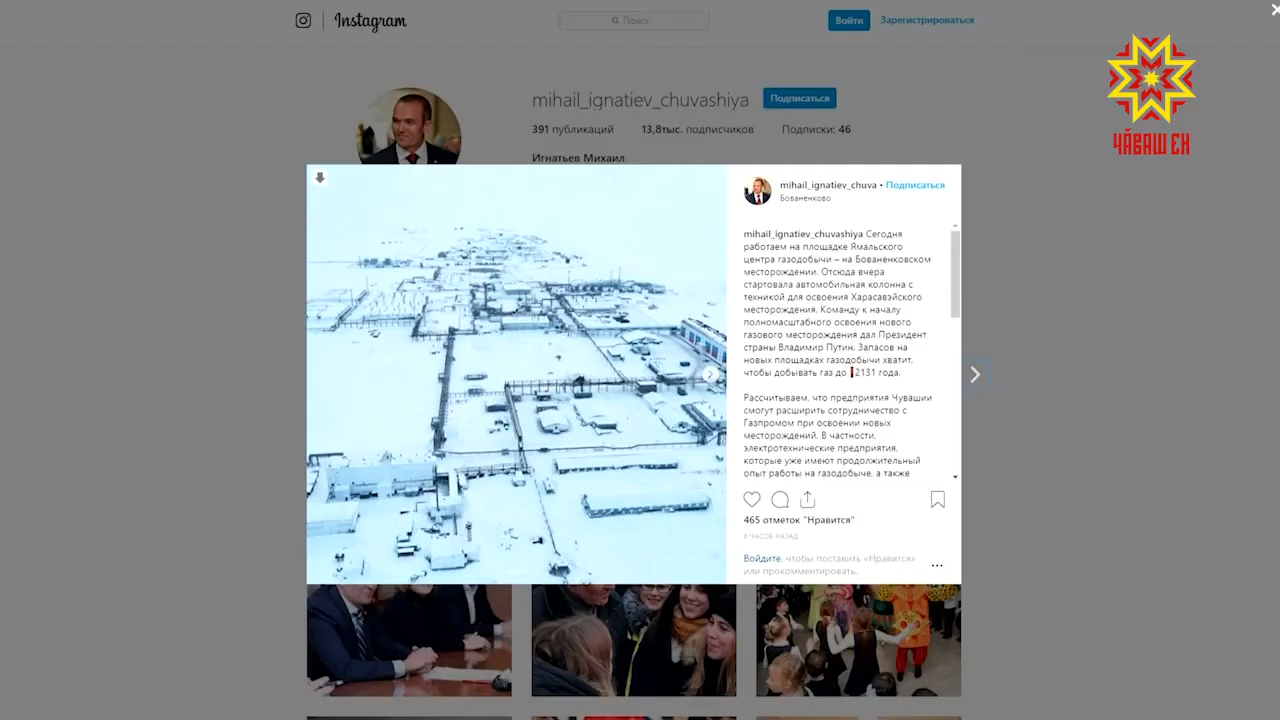 Instagram
Поиск
Войти
Зарегистрироваться
ЧӐВАШ ЕН
mihail_ignatiev_chuvashiya
Подписаться
391 публикаций 13,8тыс. подписчиков Подписки: 46
Игнатьев Михаил
mihail_ignatiev_chuva • Подписаться
Бованенково
mihail_ignatiev_chuvashiya Сегодня
работаем на площадке Ямальского
центра газодобычи – на Бованенковском
месторождении. Отсюда вчера
стартовала автомобильная колонна с
техникой для освоения Харасавэйского
месторождения. Команду к началу
полномасштабного освоения нового
газового месторождения дал Президент
страны Владимир Путин. Запасов на
новых площадках газодобычи хватит,
чтобы добывать газ до 2131 года.
Рассчитываем, что предприятия Чувашии
смогут расширить сотрудничество с
Газпромом при освоении новых
месторождений. В частности,
электротехнические предприятия,
которые уже имеют продолжительный
опыт работы на газодобыче, а также
465 отметок "Нравится"
8 ЧАСОВ НАЗАД
Войдите, чтобы поставить «Нравится»
или прокомментировать.